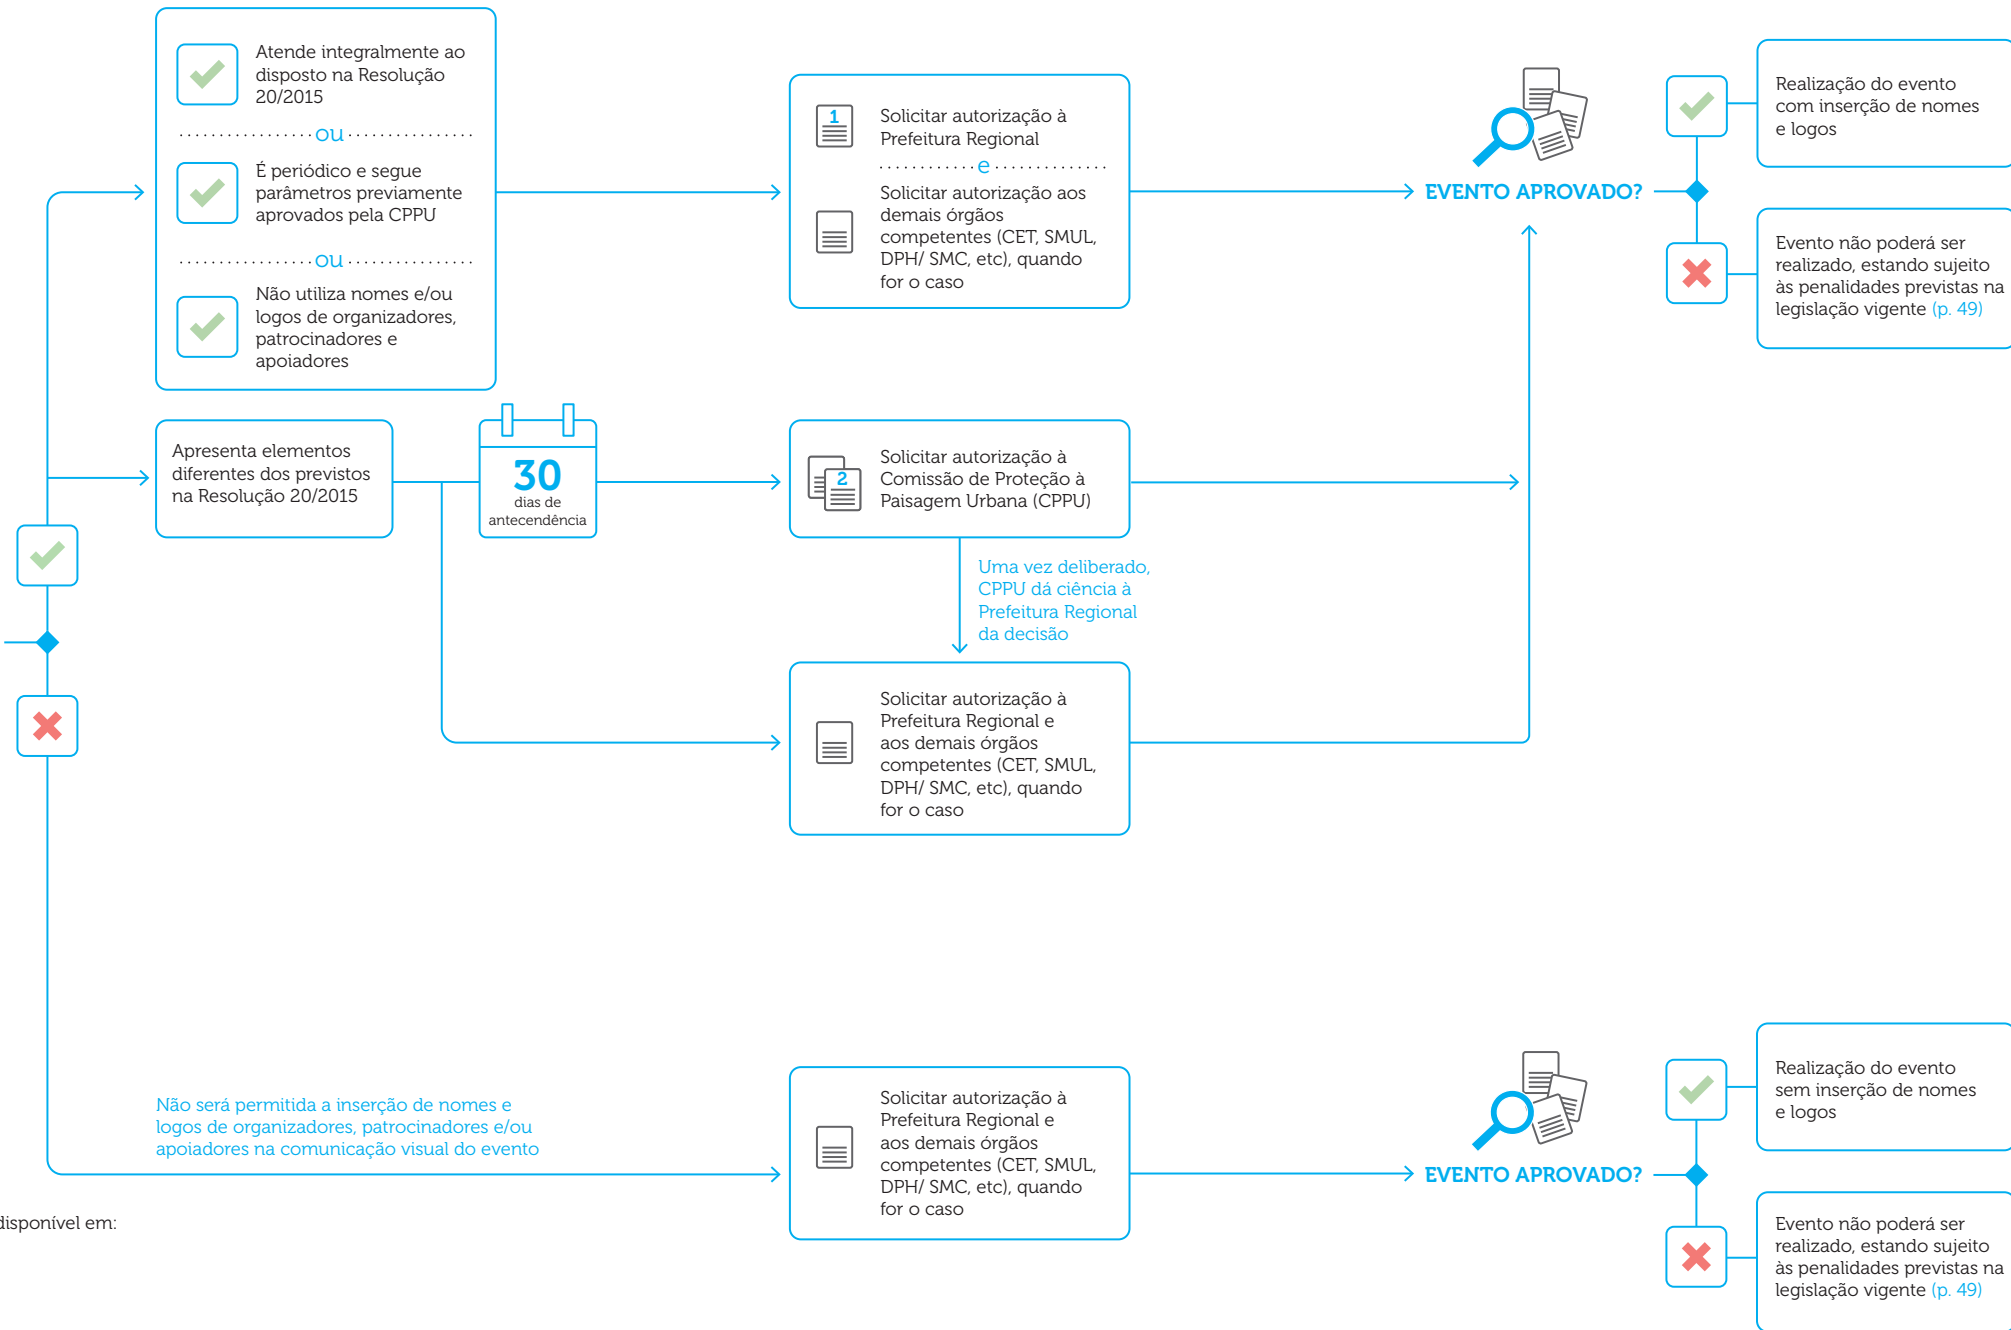 Atende integralmente ao
disposto na Resolução
20/2015
ou
É periódico e segue
parâmetros previamente
aprovados pela CPPU
ou
Não utiliza nomes e/ou
logos de organizadores,
patrocinadores e
apoiadores
1
Solicitar autorização à
Prefeitura Regional
e
Solicitar autorização aos
demais órgãos
competentes (CET, SMUL,
DPH/ SMC, etc), quando
for o caso
EVENTO APROVADO?
Realização do evento
com inserção de nomes
e logos
Evento não poderá ser
realizado, estando sujeito
às penalidades previstas na
legislação vigente (p. 49)
Apresenta elementos
diferentes dos previstos
na Resolução 20/2015
30
dias de
antecendência
2
Solicitar autorização à
Comissão de Proteção à
Paisagem Urbana (CPPU)
Uma vez deliberado,
CPPU dá ciência à
Prefeitura Regional
da decisão
Solicitar autorização à
Prefeitura Regional e
aos demais órgãos
competentes (CET, SMUL,
DPH/ SMC, etc), quando
for o caso
Não será permitida a inserção de nomes e
logos de organizadores, patrocinadores e/ou
apoiadores na comunicação visual do evento
Solicitar autorização à
Prefeitura Regional e
aos demais órgãos
competentes (CET, SMUL,
DPH/ SMC, etc), quando
for o caso
EVENTO APROVADO?
Realização do evento
sem inserção de nomes
e logos
Evento não poderá ser
realizado, estando sujeito
às penalidades previstas na
legislação vigente (p. 49)
disponível em: